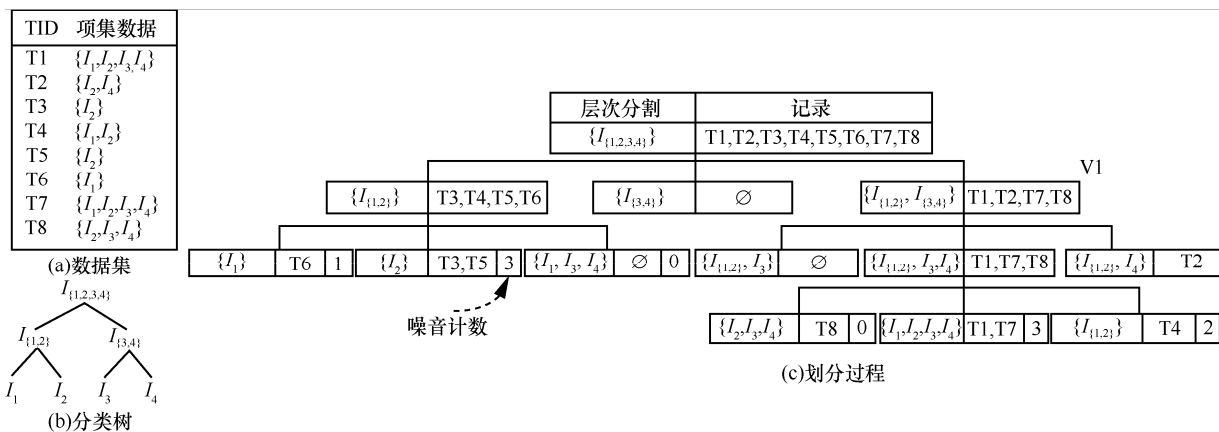 TID 项集数据
T1 {I₁,I₂,I₃,I₄}
T2 {I₂,I₄}
T3 {I₂}
T4 {I₁,I₂}
T5 {I₂}
T6 {I₁}
T7 {I₁,I₂,I₃,I₄}
T8 {I₂,I₃,I₄}
(a)数据集
I{1,2,3,4}
I{1,2} I{3,4}
I₁ I₂ I₃ I₄
(b)分类树
层次分割 记录
{I{1,2,3,4}} T1,T2,T3,T4,T5,T6,T7,T8
V1
{I{1,2}} T3,T4,T5,T6 {I{3,4}} ∅ {I{1,2}, I{3,4}} T1,T2,T7,T8
{I₁} T6 1 {I₂} T3,T5 3 {I₁, I₃, I₄} ∅ 0 {I{1,2}, I₃} ∅ {I{1,2}, I₃,I₄} T1,T7,T8 {I{1,2}, I₄} T2
噪音计数
{I₂,I₃,I₄} T8 0 {I₁,I₂,I₃,I₄} T1,T7 3 {I{1,2}} T4 2
(c)划分过程